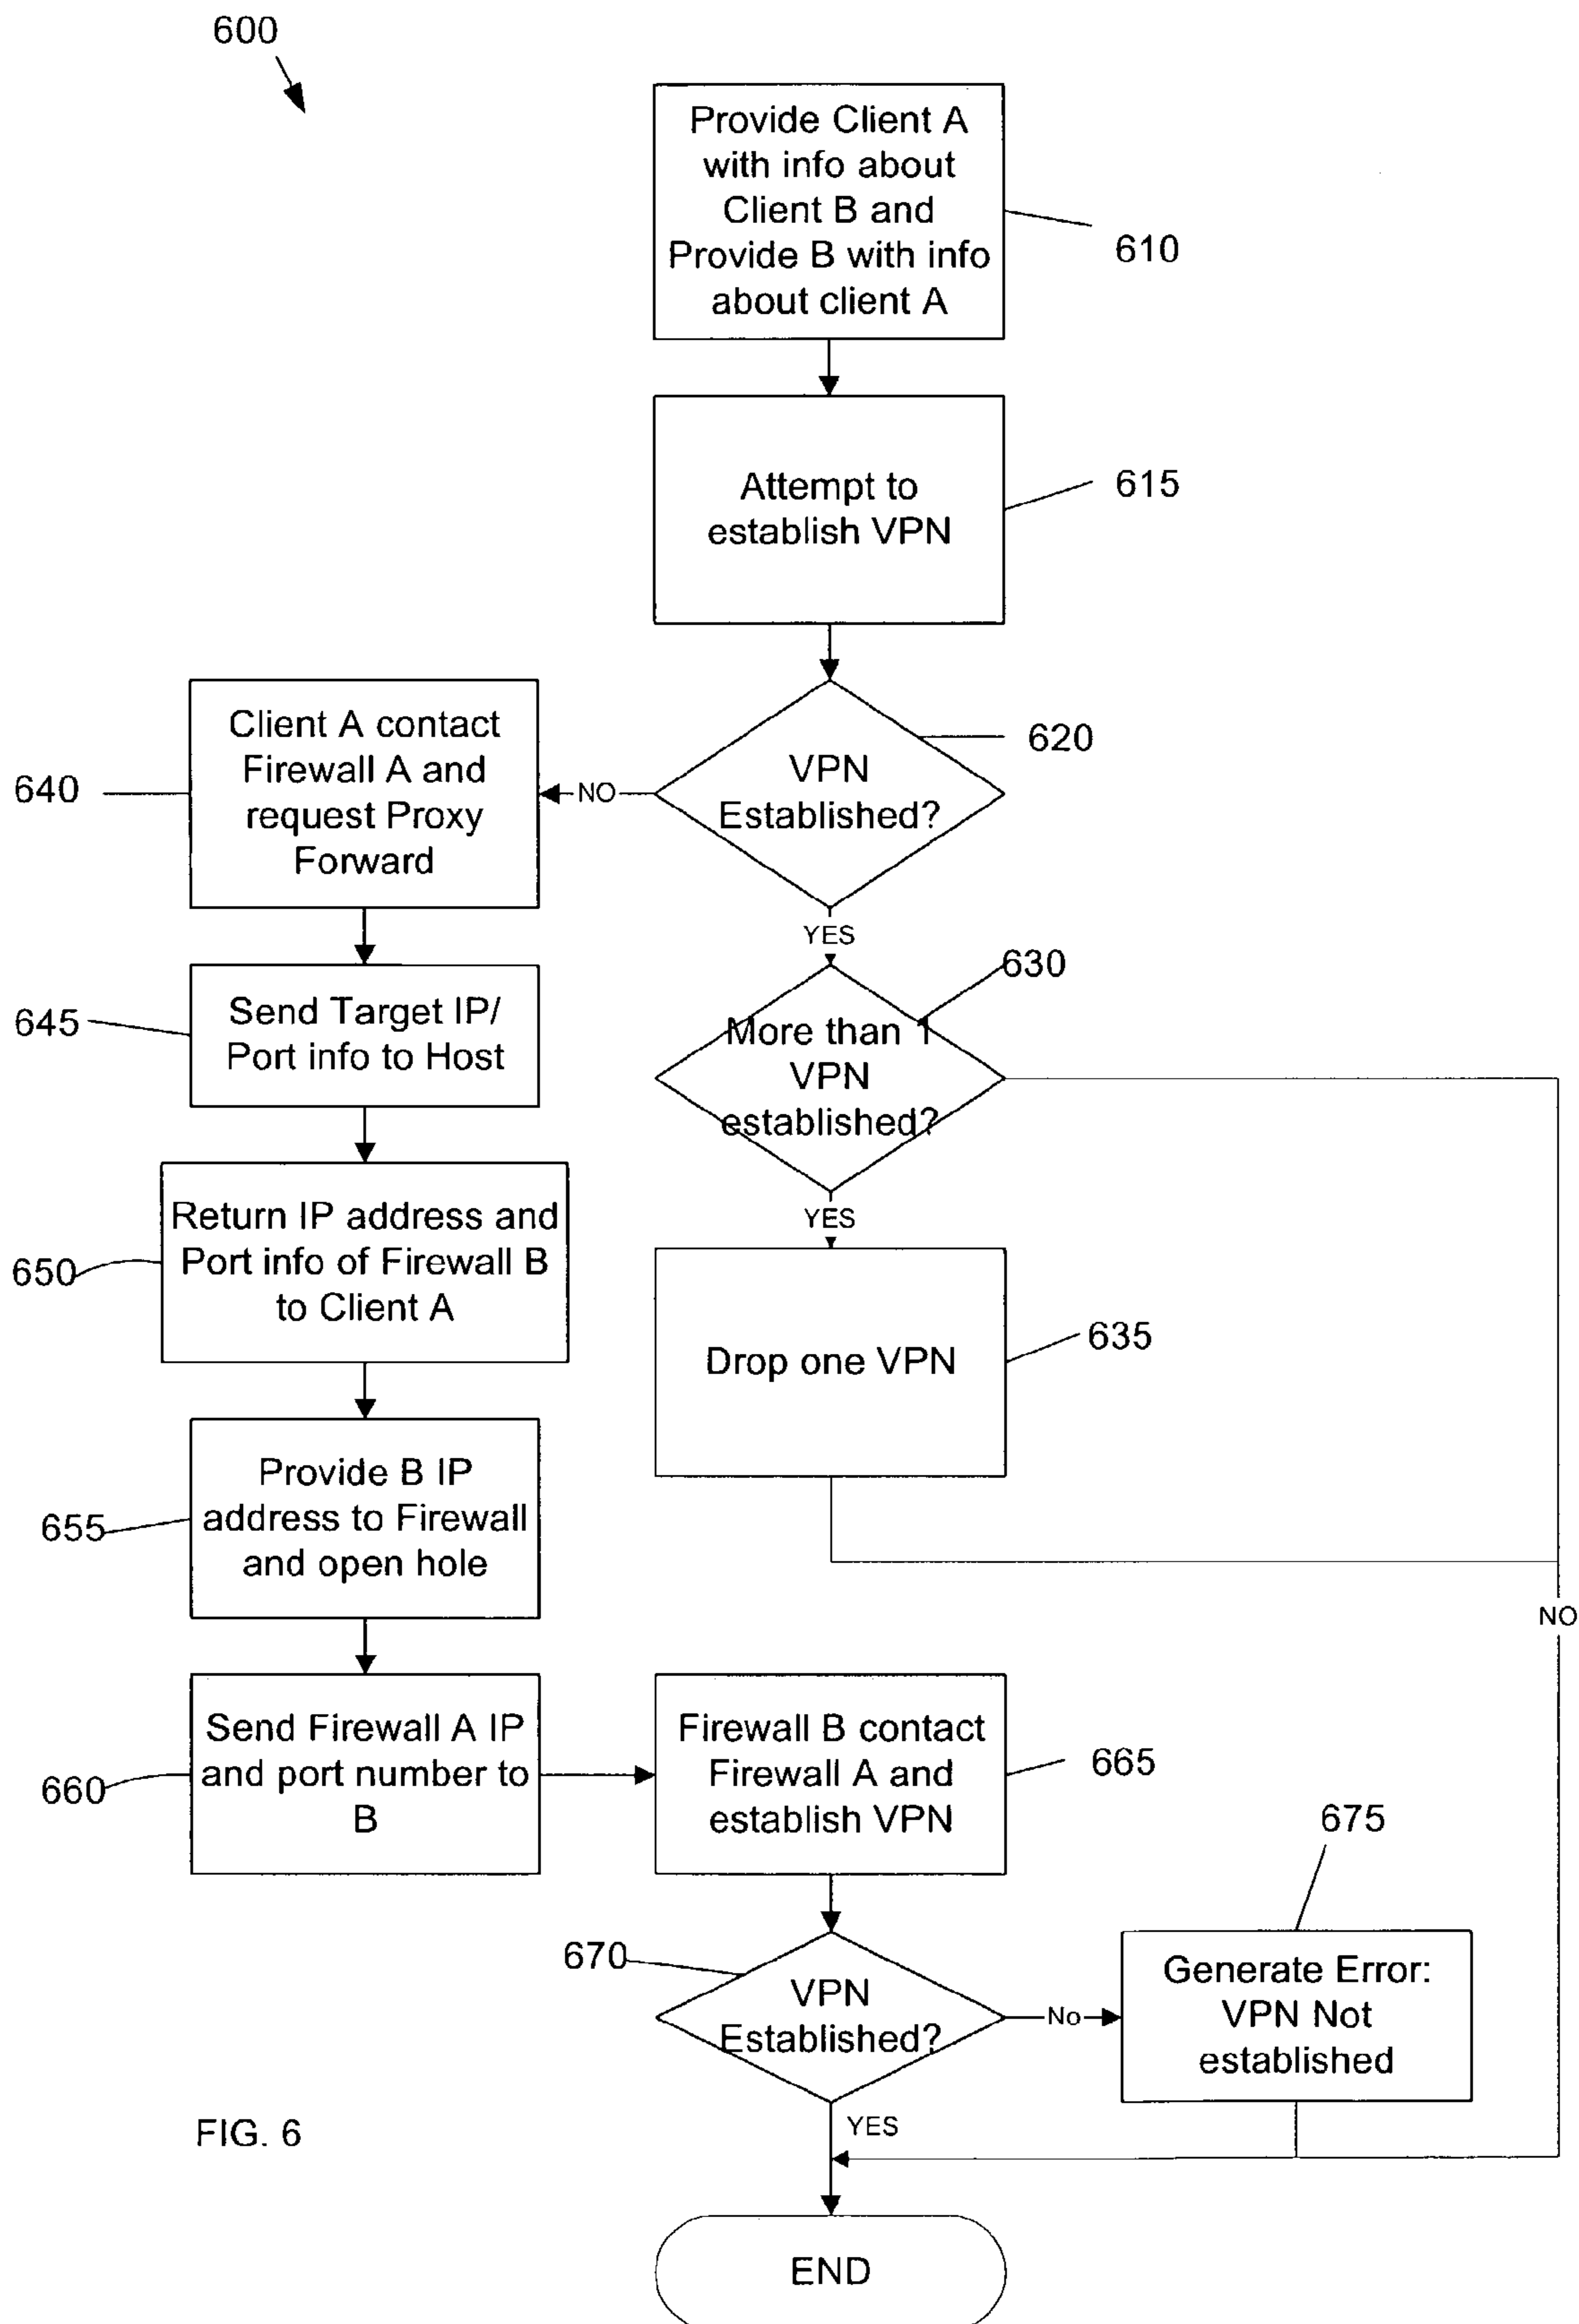 600
Provide Client A
with info about
Client B and
Provide B with info
about client A
610
Attempt to
establish VPN
615
VPN
Established?
620
NO
Client A contact
Firewall A and
request Proxy
Forward
640
YES
More than 1
VPN
established?
630
Send Target IP/
Port info to Host
645
YES
Return IP address and
Port info of Firewall B
to Client A
650
Drop one VPN
635
Provide B IP
address to Firewall
and open hole
655
NO
Send Firewall A IP
and port number to
B
660
Firewall B contact
Firewall A and
establish VPN
665
675
670
VPN
Established?
No
Generate Error:
VPN Not
established
YES
FIG. 6
END